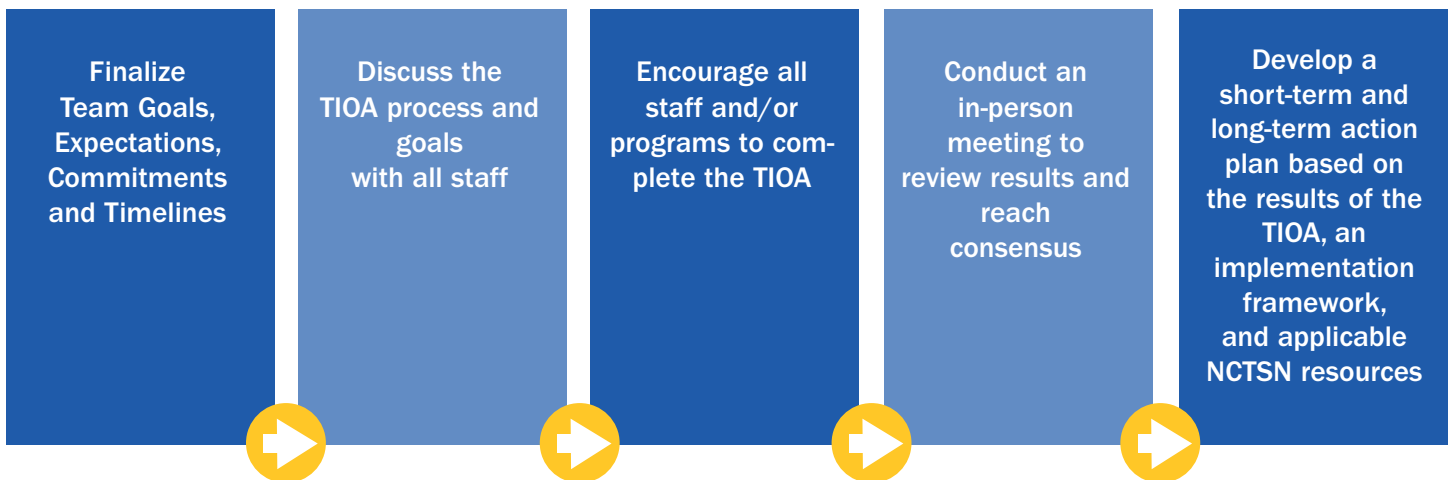 Finalize
Team Goals,
Expectations,
Commitments
and Timelines
Discuss the
TIOA process and
goals
with all staff
Encourage all
staff and/or
programs to com-
plete the TIOA
Conduct an
in-person
meeting to
review results and
reach
consensus
Develop a
short-term and
long-term action
plan based on
the results of the
TIOA, an
implementation
framework,
and applicable
NCTSN resources